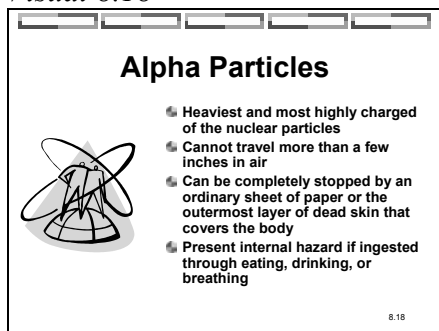 Alpha Particles
Heaviest and most highly charged
of the nuclear particles
Cannot travel more than a few
inches in air
Can be completely stopped by an
ordinary sheet of paper or the
outermost layer of dead skin that
covers the body
Present internal hazard if ingested
through eating, drinking, or
breathing
8.18